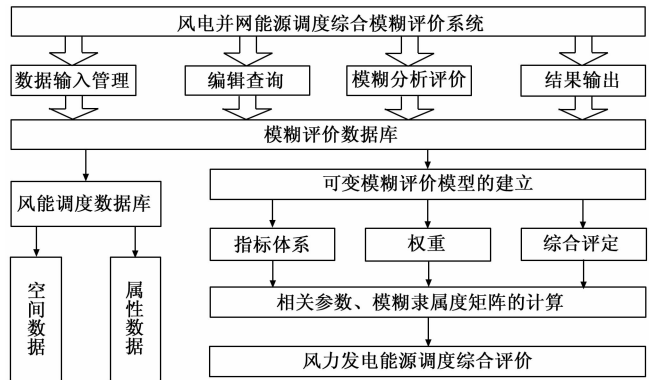 风电并网能源调度综合模糊评价系统
数据输入管理
编辑查询
模糊分析评价
结果输出
模糊评价数据库
风能调度数据库
可变模糊评价模型的建立
指标体系
权重
综合评定
空间数据
属性数据
相关参数、模糊隶属度矩阵的计算
风力发电能源调度综合评价